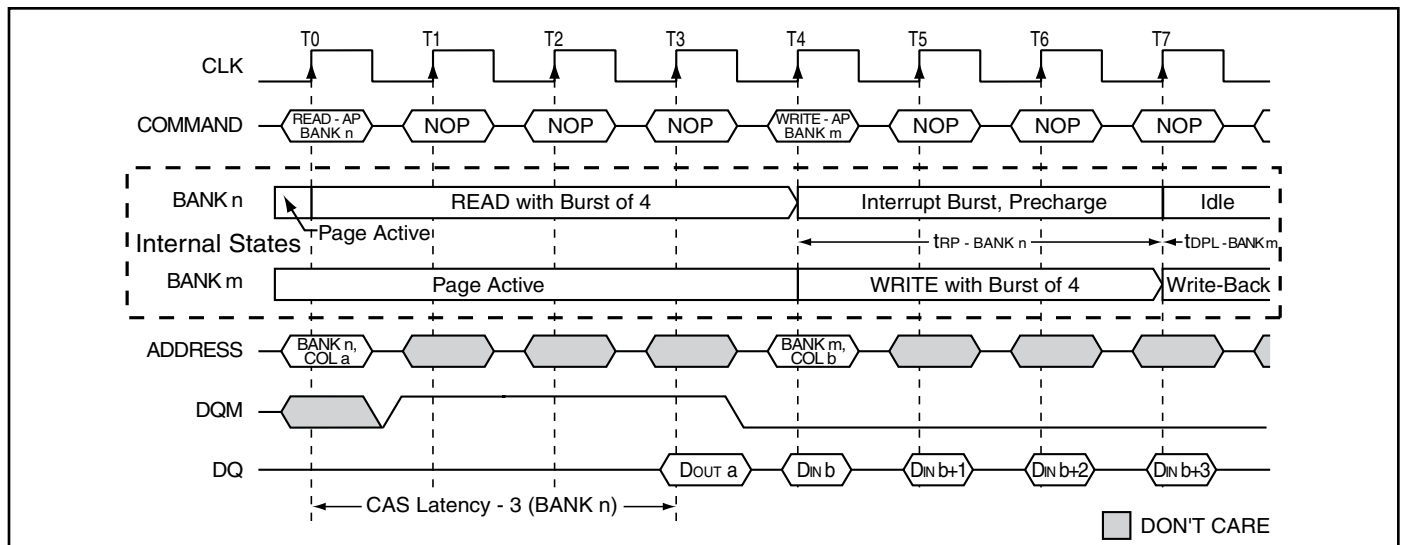 T0 T1 T2 T3 T4 T5 T6 T7
CLK
COMMAND READ - AP BANK n NOP NOP NOP WRITE - AP BANK m NOP NOP NOP
BANK n READ with Burst of 4 Interrupt Burst, Precharge Idle
Internal States Page Active tRP - BANK n tDPL - BANK m
BANK m Page Active WRITE with Burst of 4 Write-Back
ADDRESS BANK n, COL a BANK m, COL b
DQM
DQ DOUT a DIN b DIN b+1 DIN b+2 DIN b+3
CAS Latency - 3 (BANK n)
DON'T CARE